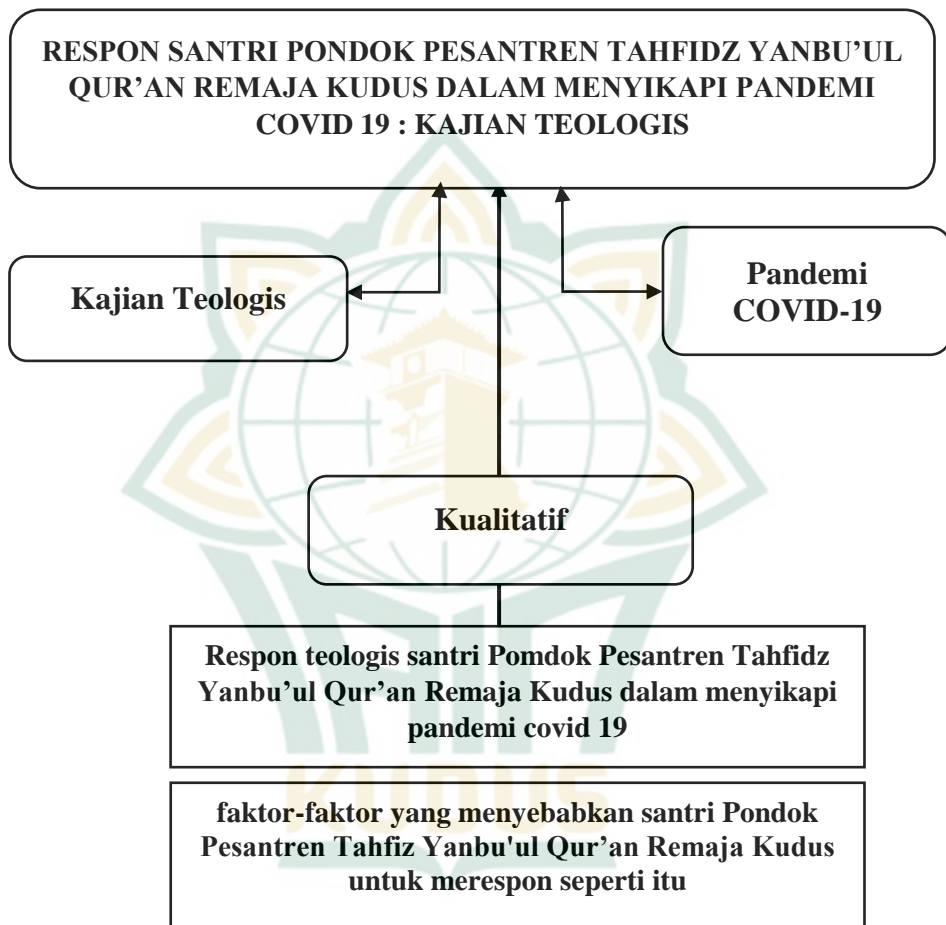 RESPON SANTRI PONDOK PESANTREN TAHFIDZ YANBU’UL
QUR’AN REMAJA KUDUS DALAM MENYIKAPI PANDEMI
COVID 19 : KAJIAN TEOLOGIS
Kajian Teologis
Pandemi
COVID-19
Kualitatif
Respon teologis santri Pomdok Pesantren Tahfidz
Yanbu’ul Qur’an Remaja Kudus dalam menyikapi
pandemi covid 19
KUDUS
faktor-faktor yang menyebabkan santri Pondok
Pesantren Tahfiz Yanbu'ul Qur’an Remaja Kudus
untuk merespon seperti itu